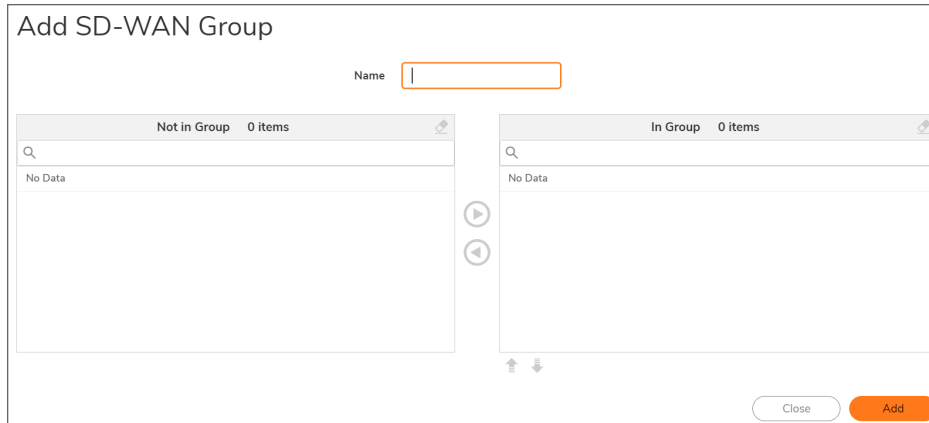 Add SD-WAN Group
Name
Not in Group 0 items
In Group 0 items
No Data
No Data
Close
Add